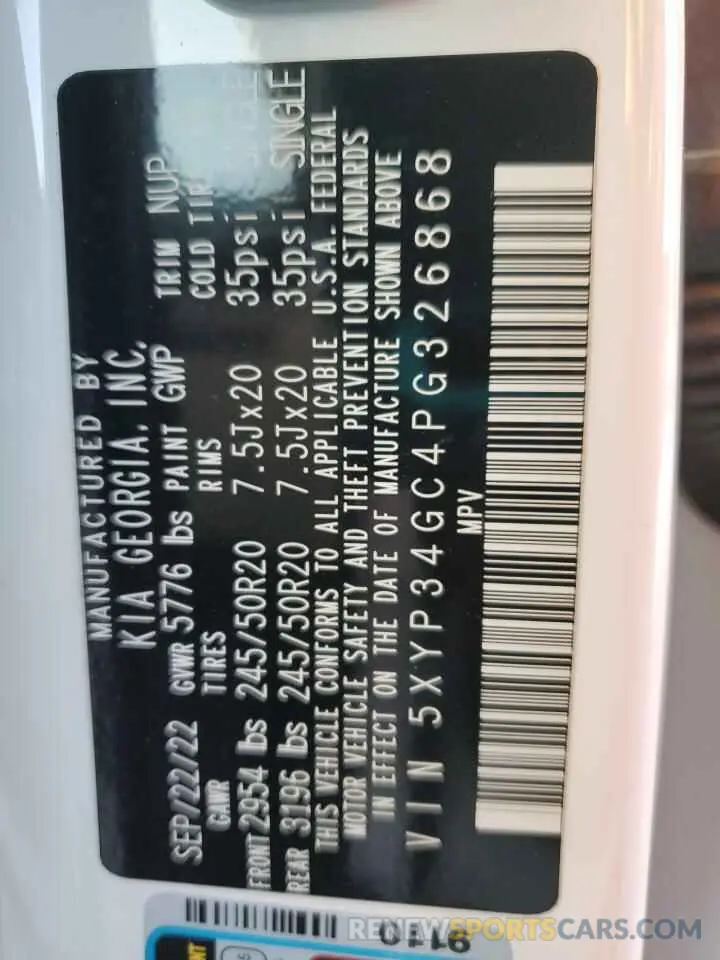 MANUFACTURED BY
KIA GEORGIA, INC.
SEP/22/22 GVWR 5776 lbs PAINT GWP TRIM NUP
GAWR TIRES RIMS COLD
FRONT 2954 lbs 245/50R20 7.5Jx20 35psi
REAR 3196 lbs 245/50R20 7.5Jx20 35psi SINGLE
THIS VEHICLE CONFORMS TO ALL APPLICABLE U.S.A. FEDERAL
MOTOR VEHICLE SAFETY AND THEFT PREVENTION STANDARDS
IN EFFECT ON THE DATE OF MANUFACTURE SHOWN ABOVE
VIN 5XYP34GC4PG326868
MPV
RENEWSPORTSCARS.COM